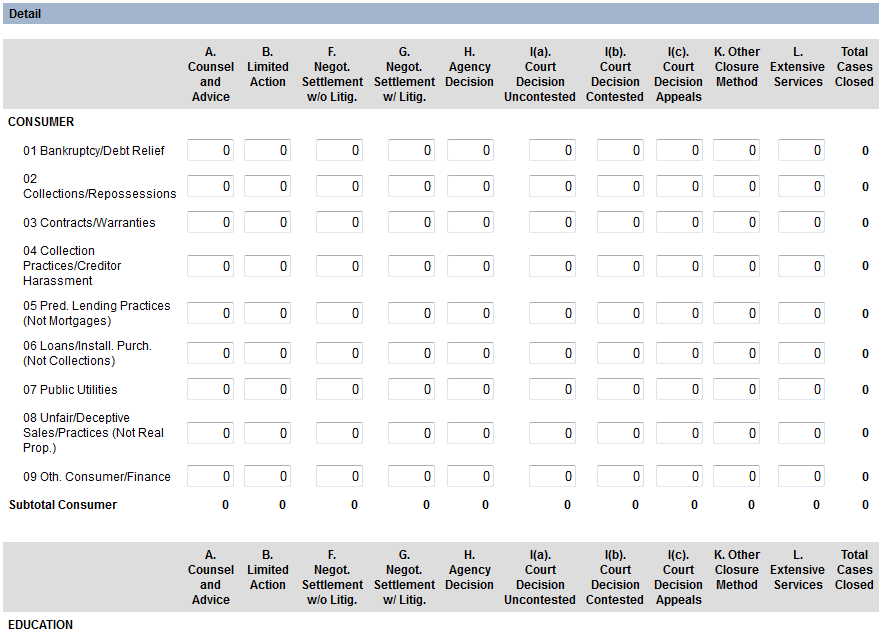 Detail
A. B. F. G. H. I(a). I(b). I(c). K. Other L. Total
Counsel Limited Negot. Negot. Agency Court Court Court Closure Extensive Cases
and Action Settlement Settlement Decision Decision Decision Decision Method Services Closed
Advice w/o Litig. w/ Litig. Uncontested Contested Appeals
CONSUMER
01 Bankruptcy/Debt Relief 0 0 0 0 0 0 0 0 0 0 0
02
Collections/Repossessions 0 0 0 0 0 0 0 0 0 0 0
03 Contracts/Warranties 0 0 0 0 0 0 0 0 0 0 0
04 Collection
Practices/Creditor 0 0 0 0 0 0 0 0 0 0 0
Harassment
05 Pred. Lending Practices
(Not Mortgages) 0 0 0 0 0 0 0 0 0 0 0
06 Loans/Install. Purch.
(Not Collections) 0 0 0 0 0 0 0 0 0 0 0
07 Public Utilities 0 0 0 0 0 0 0 0 0 0 0
08 Unfair/Deceptive
Sales/Practices (Not Real 0 0 0 0 0 0 0 0 0 0 0
Prop.)
09 Oth. Consumer/Finance 0 0 0 0 0 0 0 0 0 0 0
Subtotal Consumer 0 0 0 0 0 0 0 0 0 0 0
A. B. F. G. H. I(a). I(b). I(c). K. Other L. Total
Counsel Limited Negot. Negot. Agency Court Court Court Closure Extensive Cases
and Action Settlement Settlement Decision Decision Decision Decision Method Services Closed
Advice w/o Litig. w/ Litig. Uncontested Contested Appeals
EDUCATION